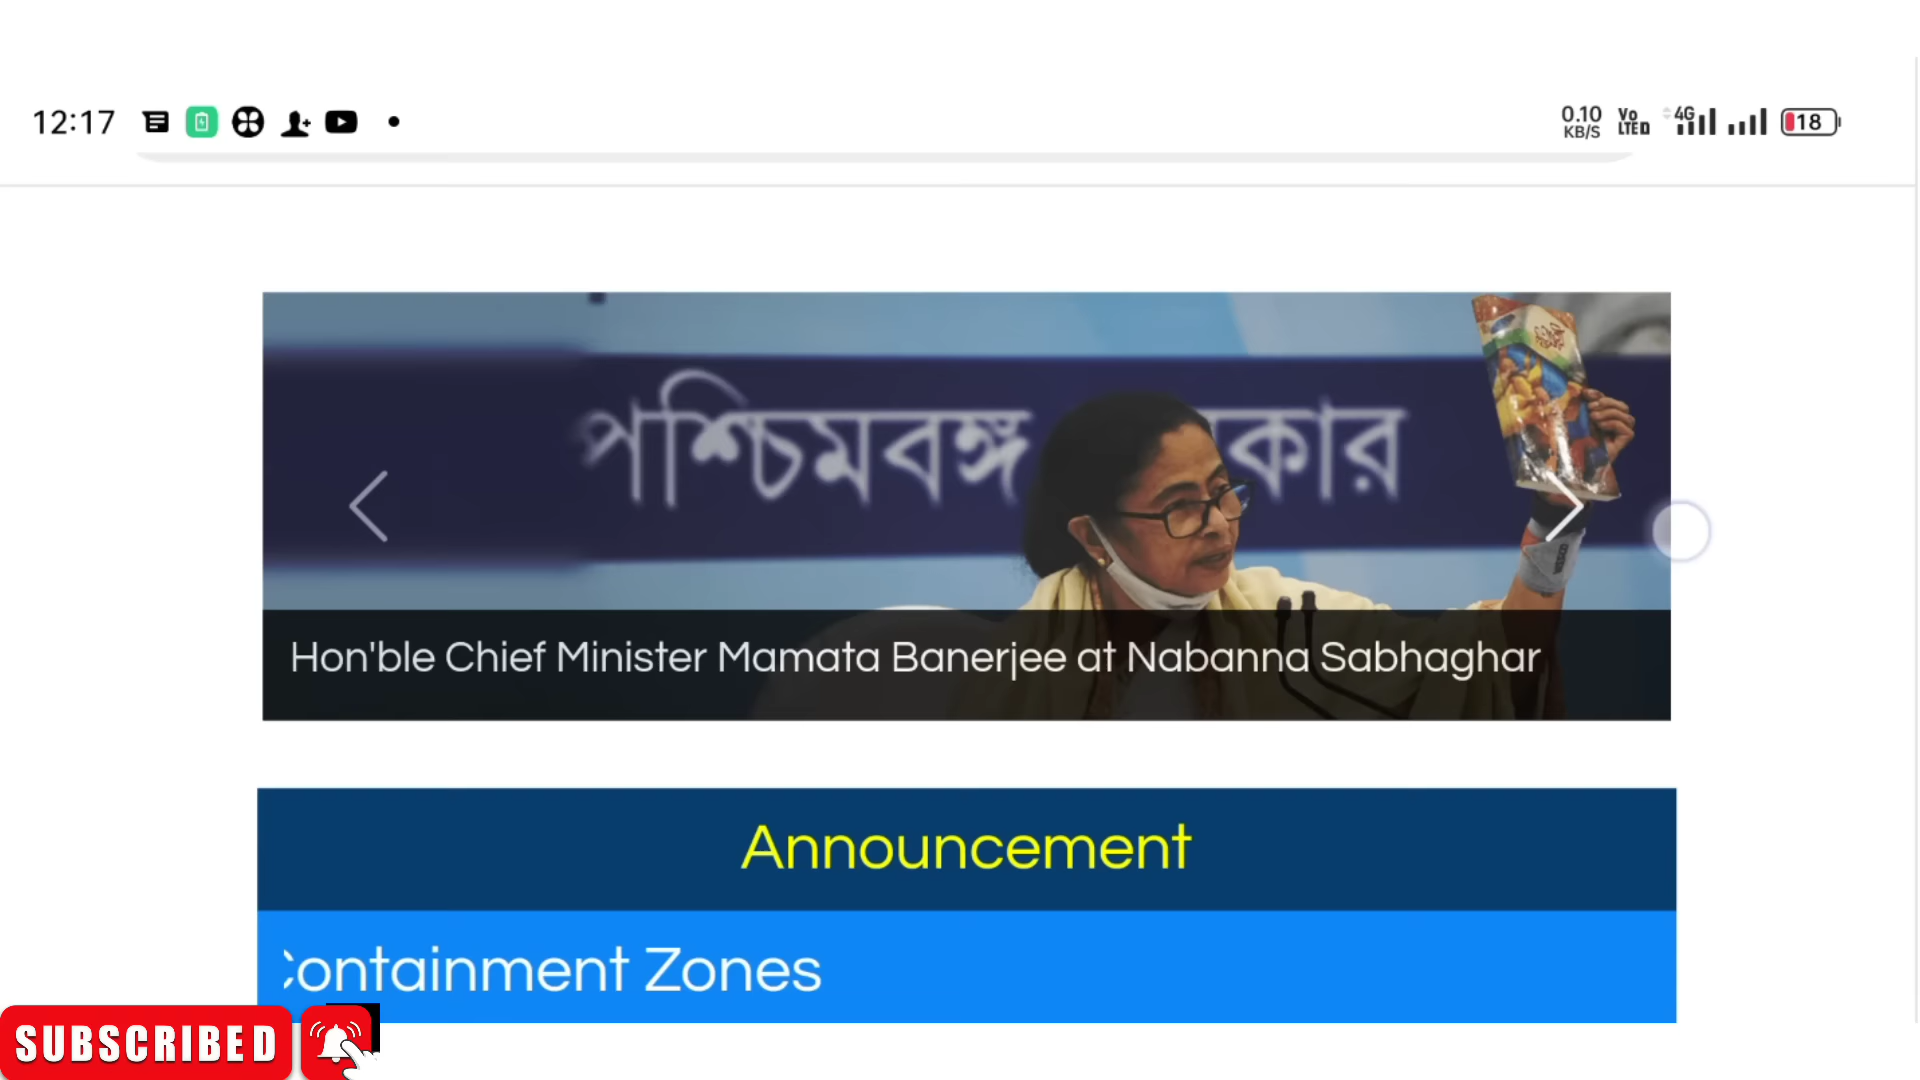 12:17
0.10
KB/S
Vo
LTE
4G
18
পশ্চিমবঙ্গ
Hon'ble Chief Minister Mamata Banerjee at Nabanna Sabhaghar
Announcement
Containment Zones
SUBSCRIBED